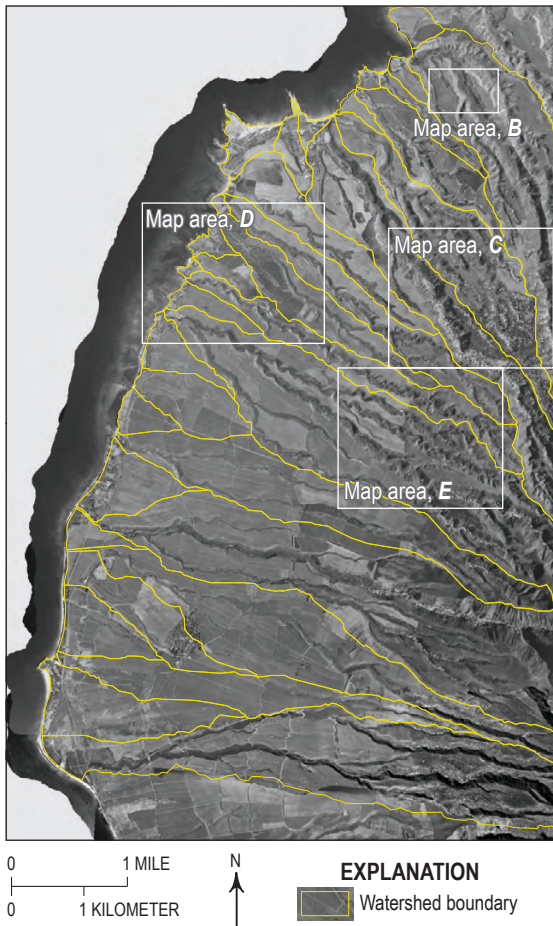 Map area, B
Map area, D
Map area, C
Map area, E
0 1 MILE
0 1 KILOMETER
N
EXPLANATION
Watershed boundary